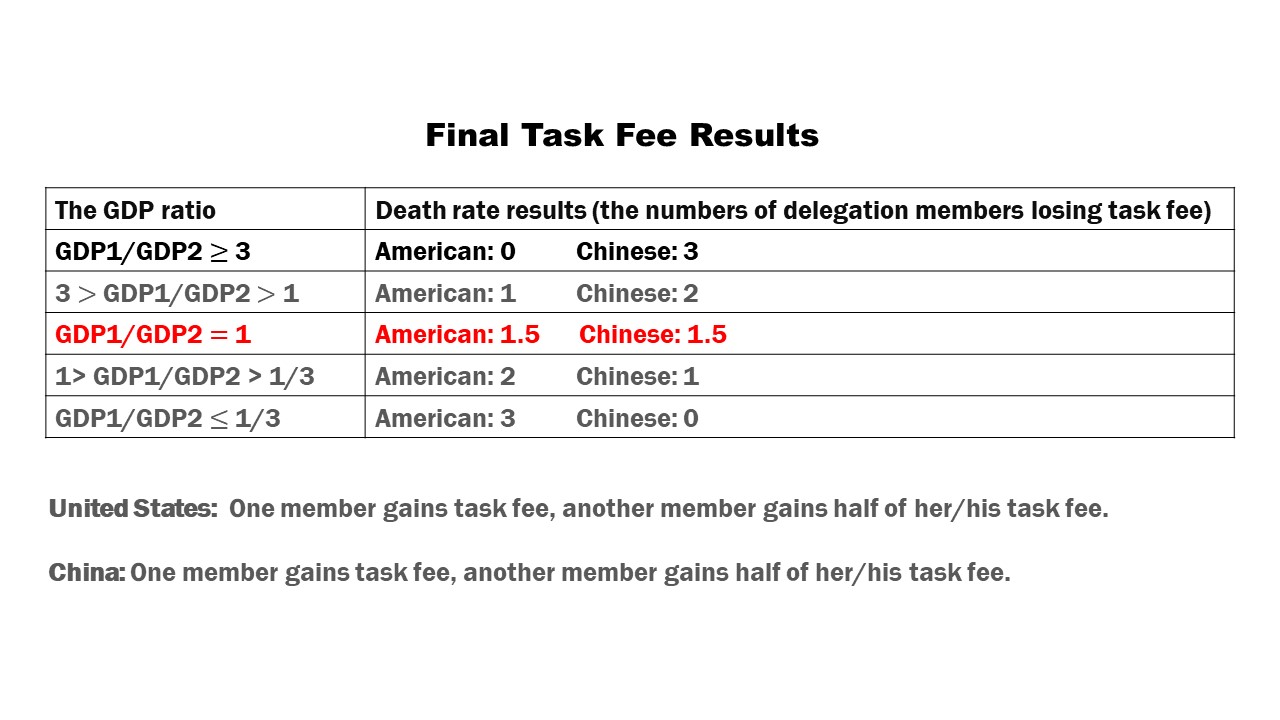 Final Task Fee Results
The GDP ratio Death rate results (the numbers of delegation members losing task fee)
GDP1/GDP2 ≥ 3 American: 0 Chinese: 3
3 > GDP1/GDP2 > 1 American: 1 Chinese: 2
GDP1/GDP2 = 1 American: 1.5 Chinese: 1.5
1> GDP1/GDP2 > 1/3 American: 2 Chinese: 1
GDP1/GDP2 ≤ 1/3 American: 3 Chinese: 0
United States: One member gains task fee, another member gains half of her/his task fee.
China: One member gains task fee, another member gains half of her/his task fee.